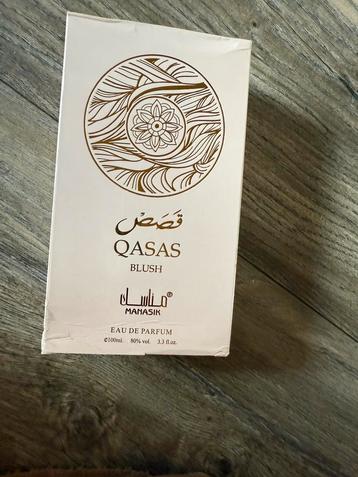 قصص
QASAS
BLUSH
مناسك®
MANASIK
EAU DE PARFUM
℮100ml. 80% vol. 3.3 fl.oz.